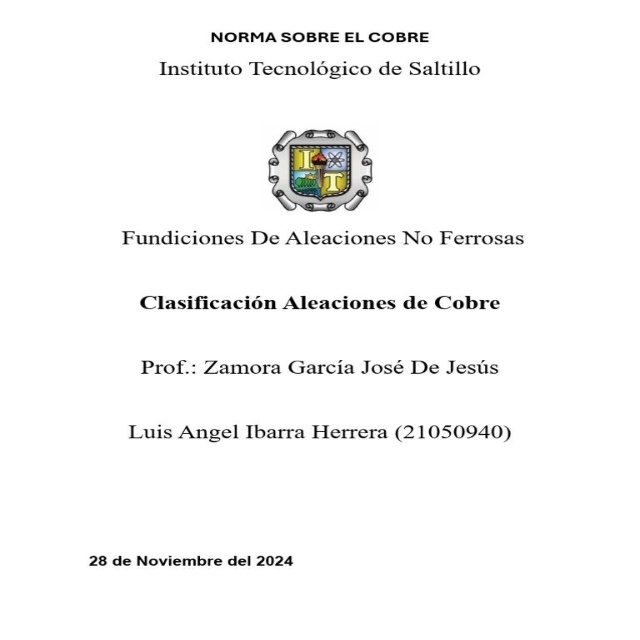 NORMA SOBRE EL COBRE
Instituto Tecnológico de Saltillo
I
T
Fundiciones De Aleaciones No Ferrosas
Clasificación Aleaciones de Cobre
Prof.: Zamora García José De Jesús
Luis Angel Ibarra Herrera (21050940)
28 de Noviembre del 2024